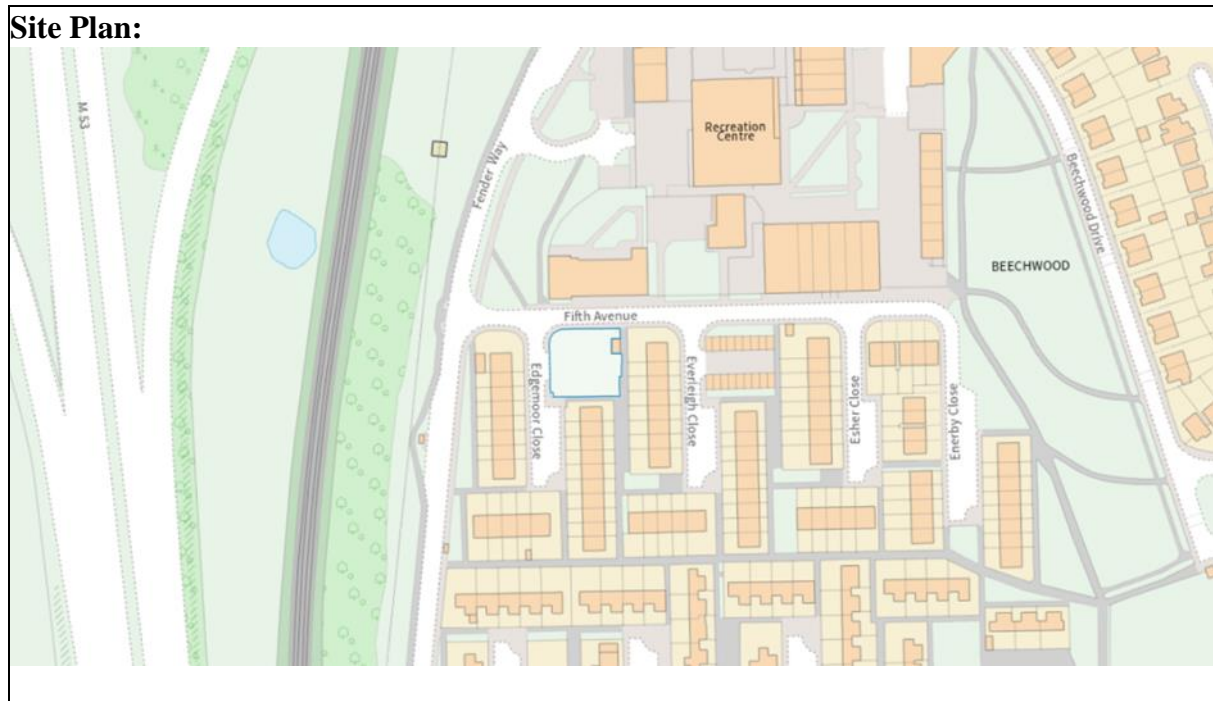 Site Plan:
M 53
Fender Way
Recreation
Centre
Beechwood Drive
BEECHWOOD
Fifth Avenue
Edgemoor Close
Everleigh Close
Esher Close
Enerby Close